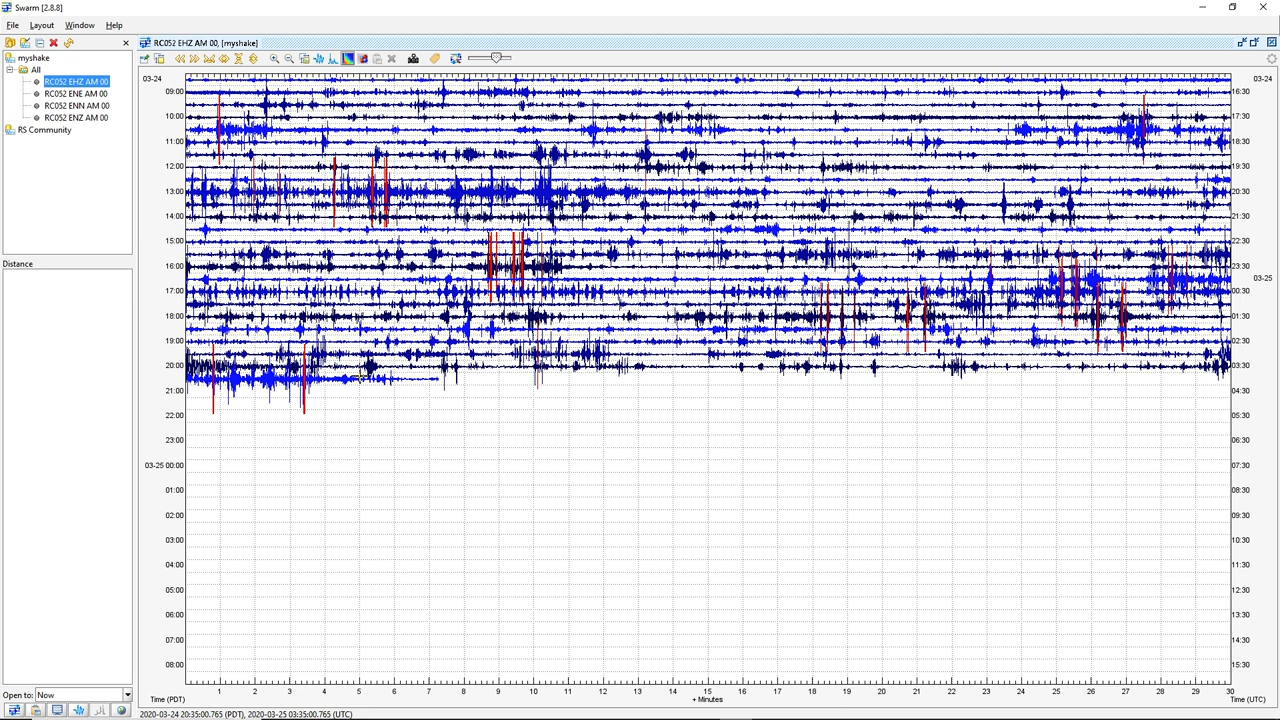 Swarm [2.8.8]
File Layout Window Help
RC052 EHZ AM 00, [myshake]
myshake
All
RC052 EHZ AM 00
RC052 ENE AM 00
RC052 ENN AM 00
RC052 ENZ AM 00
RS Community
Distance
Open to: Now
03-24 03-24
09:00 16:30
10:00 17:30
11:00 18:30
12:00 19:30
13:00 20:30
14:00 21:30
15:00 22:30
16:00 23:30
03-25
17:00 00:30
18:00 01:30
19:00 02:30
20:00 03:30
21:00 04:30
22:00 05:30
23:00 06:30
03-25 00:00 07:30
01:00 08:30
02:00 09:30
03:00 10:30
04:00 11:30
05:00 12:30
06:00 13:30
07:00 14:30
08:00 15:30
1 2 3 4 5 6 7 8 9 10 11 12 13 14 15 16 17 18 19 20 21 22 23 24 25 26 27 28 29 30
Time (PDT) + Minutes Time (UTC)
2020-03-24 20:35:00.765 (PDT), 2020-03-25 03:35:00.765 (UTC)